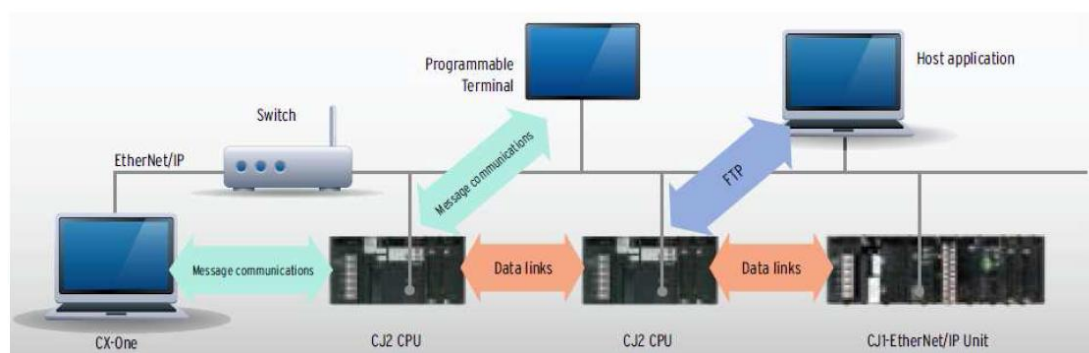 Programmable
Terminal
Host application
Switch
EtherNet/IP
Message communications
FTP
Message communications
Data links
Data links
CX-One
CJ2 CPU
CJ2 CPU
CJ1-EtherNet/IP Unit